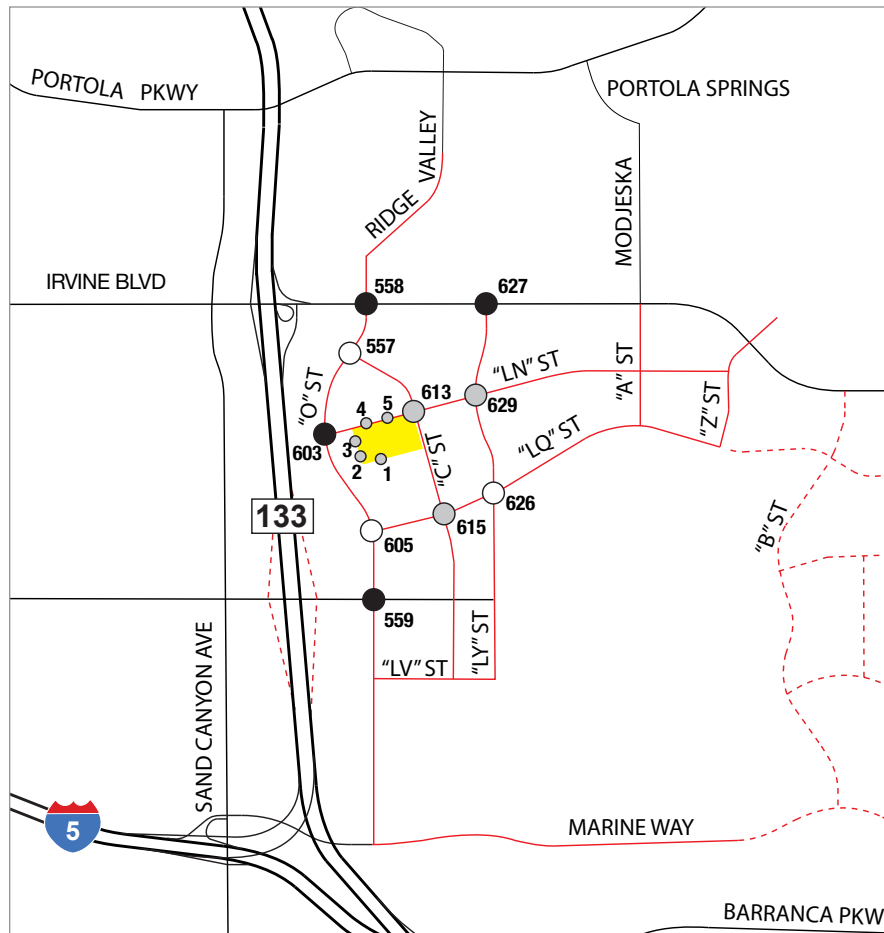 PORTOLA PKWY
PORTOLA SPRINGS
RIDGE VALLEY
MODJESKA
IRVINE BLVD
558
627
557
"O" ST
613
"LN" ST
"A" ST
629
4
5
603
3
2
1
"C" ST
"LQ" ST
"Z" ST
133
626
615
605
"B" ST
559
SAND CANYON AVE
"LV" ST
"LY" ST
5
MARINE WAY
BARRANCA PKW